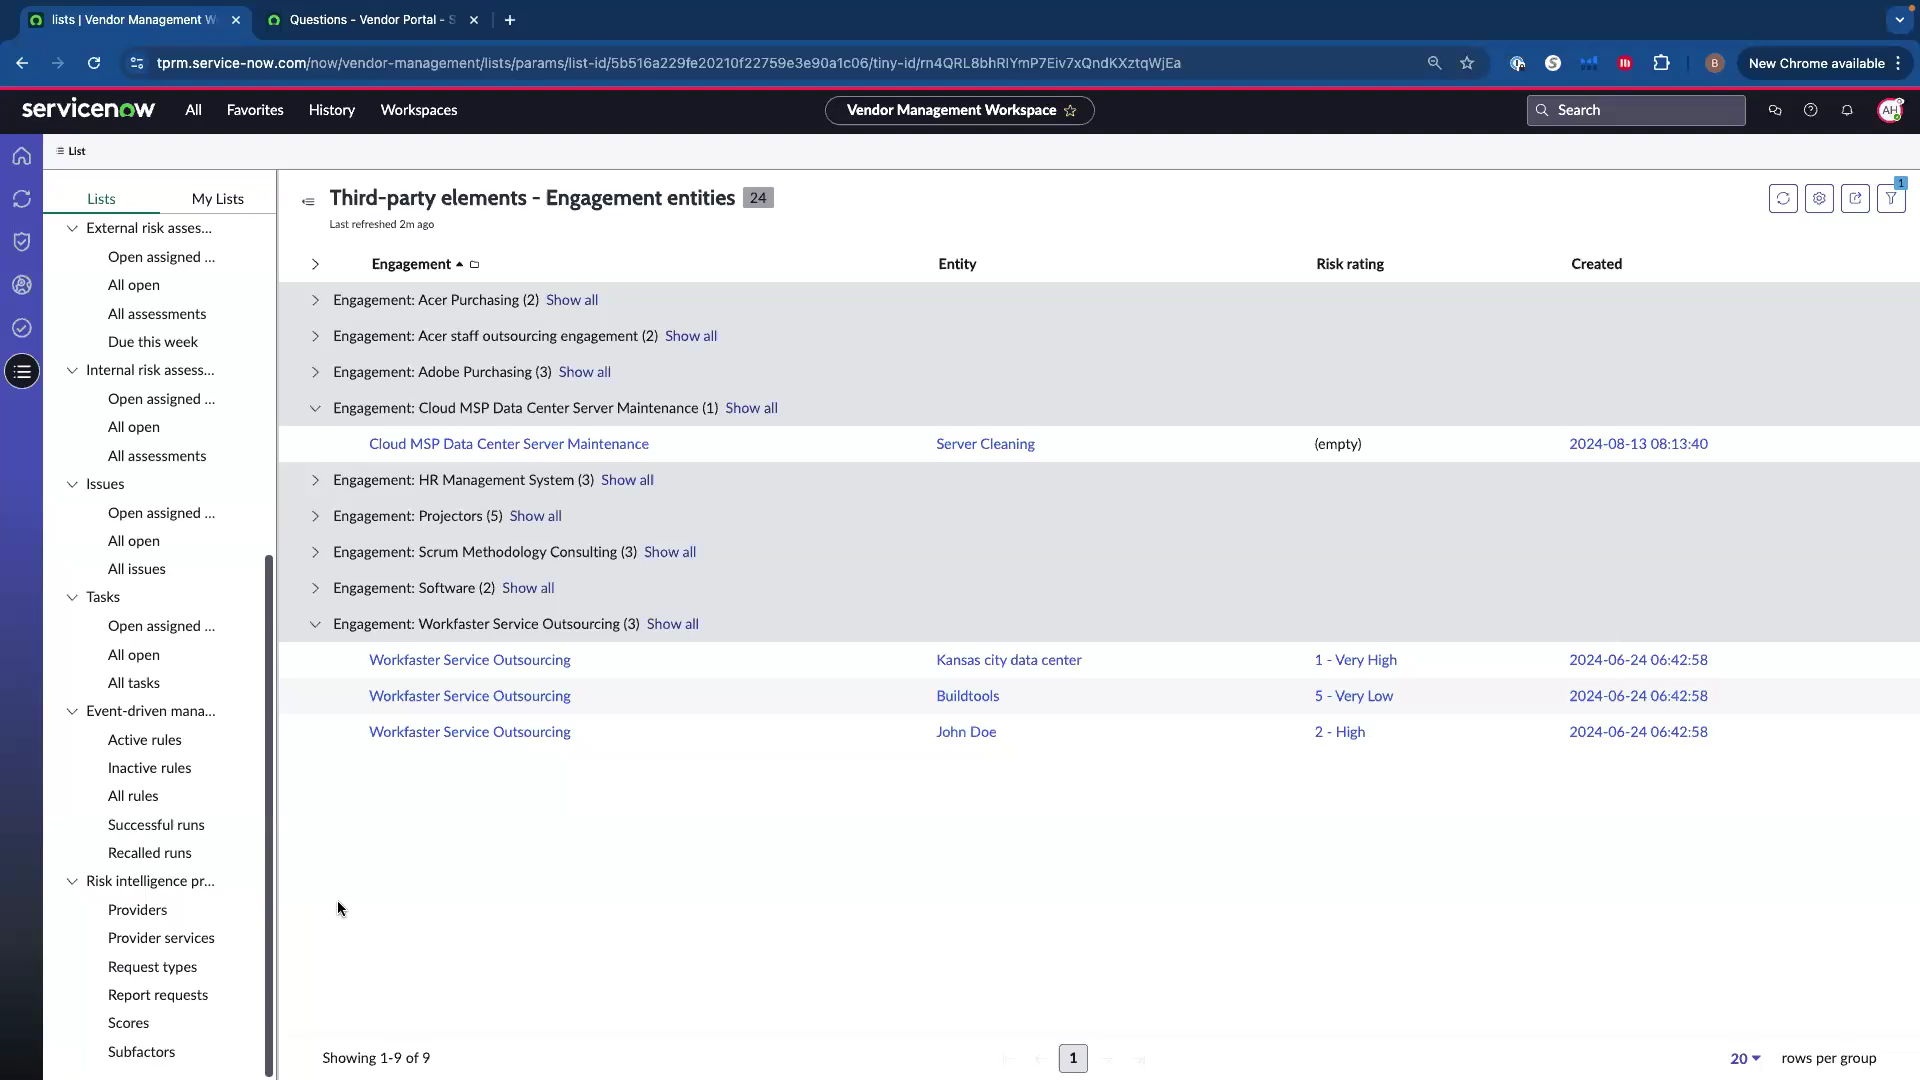 lists | Vendor Management W
Questions - Vendor Portal - S
tprm.service-now.com/now/vendor-management/lists/params/list-id/5b516a229fe20210f22759e3e90a1c06/tiny-id/rn4QRL8bhRIYmP7Eiv7xQndKXztqWjEa
B
New Chrome available
servicenow
All
Favorites
History
Workspaces
Vendor Management Workspace
Search
AH
List
Lists
My Lists
External risk asses...
Open assigned ...
All open
All assessments
Due this week
Internal risk assess...
Open assigned ...
All open
All assessments
Issues
Open assigned ...
All open
All issues
Tasks
Open assigned ...
All open
All tasks
Event-driven mana...
Active rules
Inactive rules
All rules
Successful runs
Recalled runs
Risk intelligence pr...
Providers
Provider services
Request types
Report requests
Scores
Subfactors
Third-party elements - Engagement entities 24
Last refreshed 2m ago
1
Engagement Entity Risk rating Created
Engagement: Acer Purchasing (2) Show all
Engagement: Acer staff outsourcing engagement (2) Show all
Engagement: Adobe Purchasing (3) Show all
Engagement: Cloud MSP Data Center Server Maintenance (1) Show all
Cloud MSP Data Center Server Maintenance Server Cleaning (empty) 2024-08-13 08:13:40
Engagement: HR Management System (3) Show all
Engagement: Projectors (5) Show all
Engagement: Scrum Methodology Consulting (3) Show all
Engagement: Software (2) Show all
Engagement: Workfaster Service Outsourcing (3) Show all
Workfaster Service Outsourcing Kansas city data center 1 - Very High 2024-06-24 06:42:58
Workfaster Service Outsourcing Buildtools 5 - Very Low 2024-06-24 06:42:58
Workfaster Service Outsourcing John Doe 2 - High 2024-06-24 06:42:58
Showing 1-9 of 9
1
20 rows per group